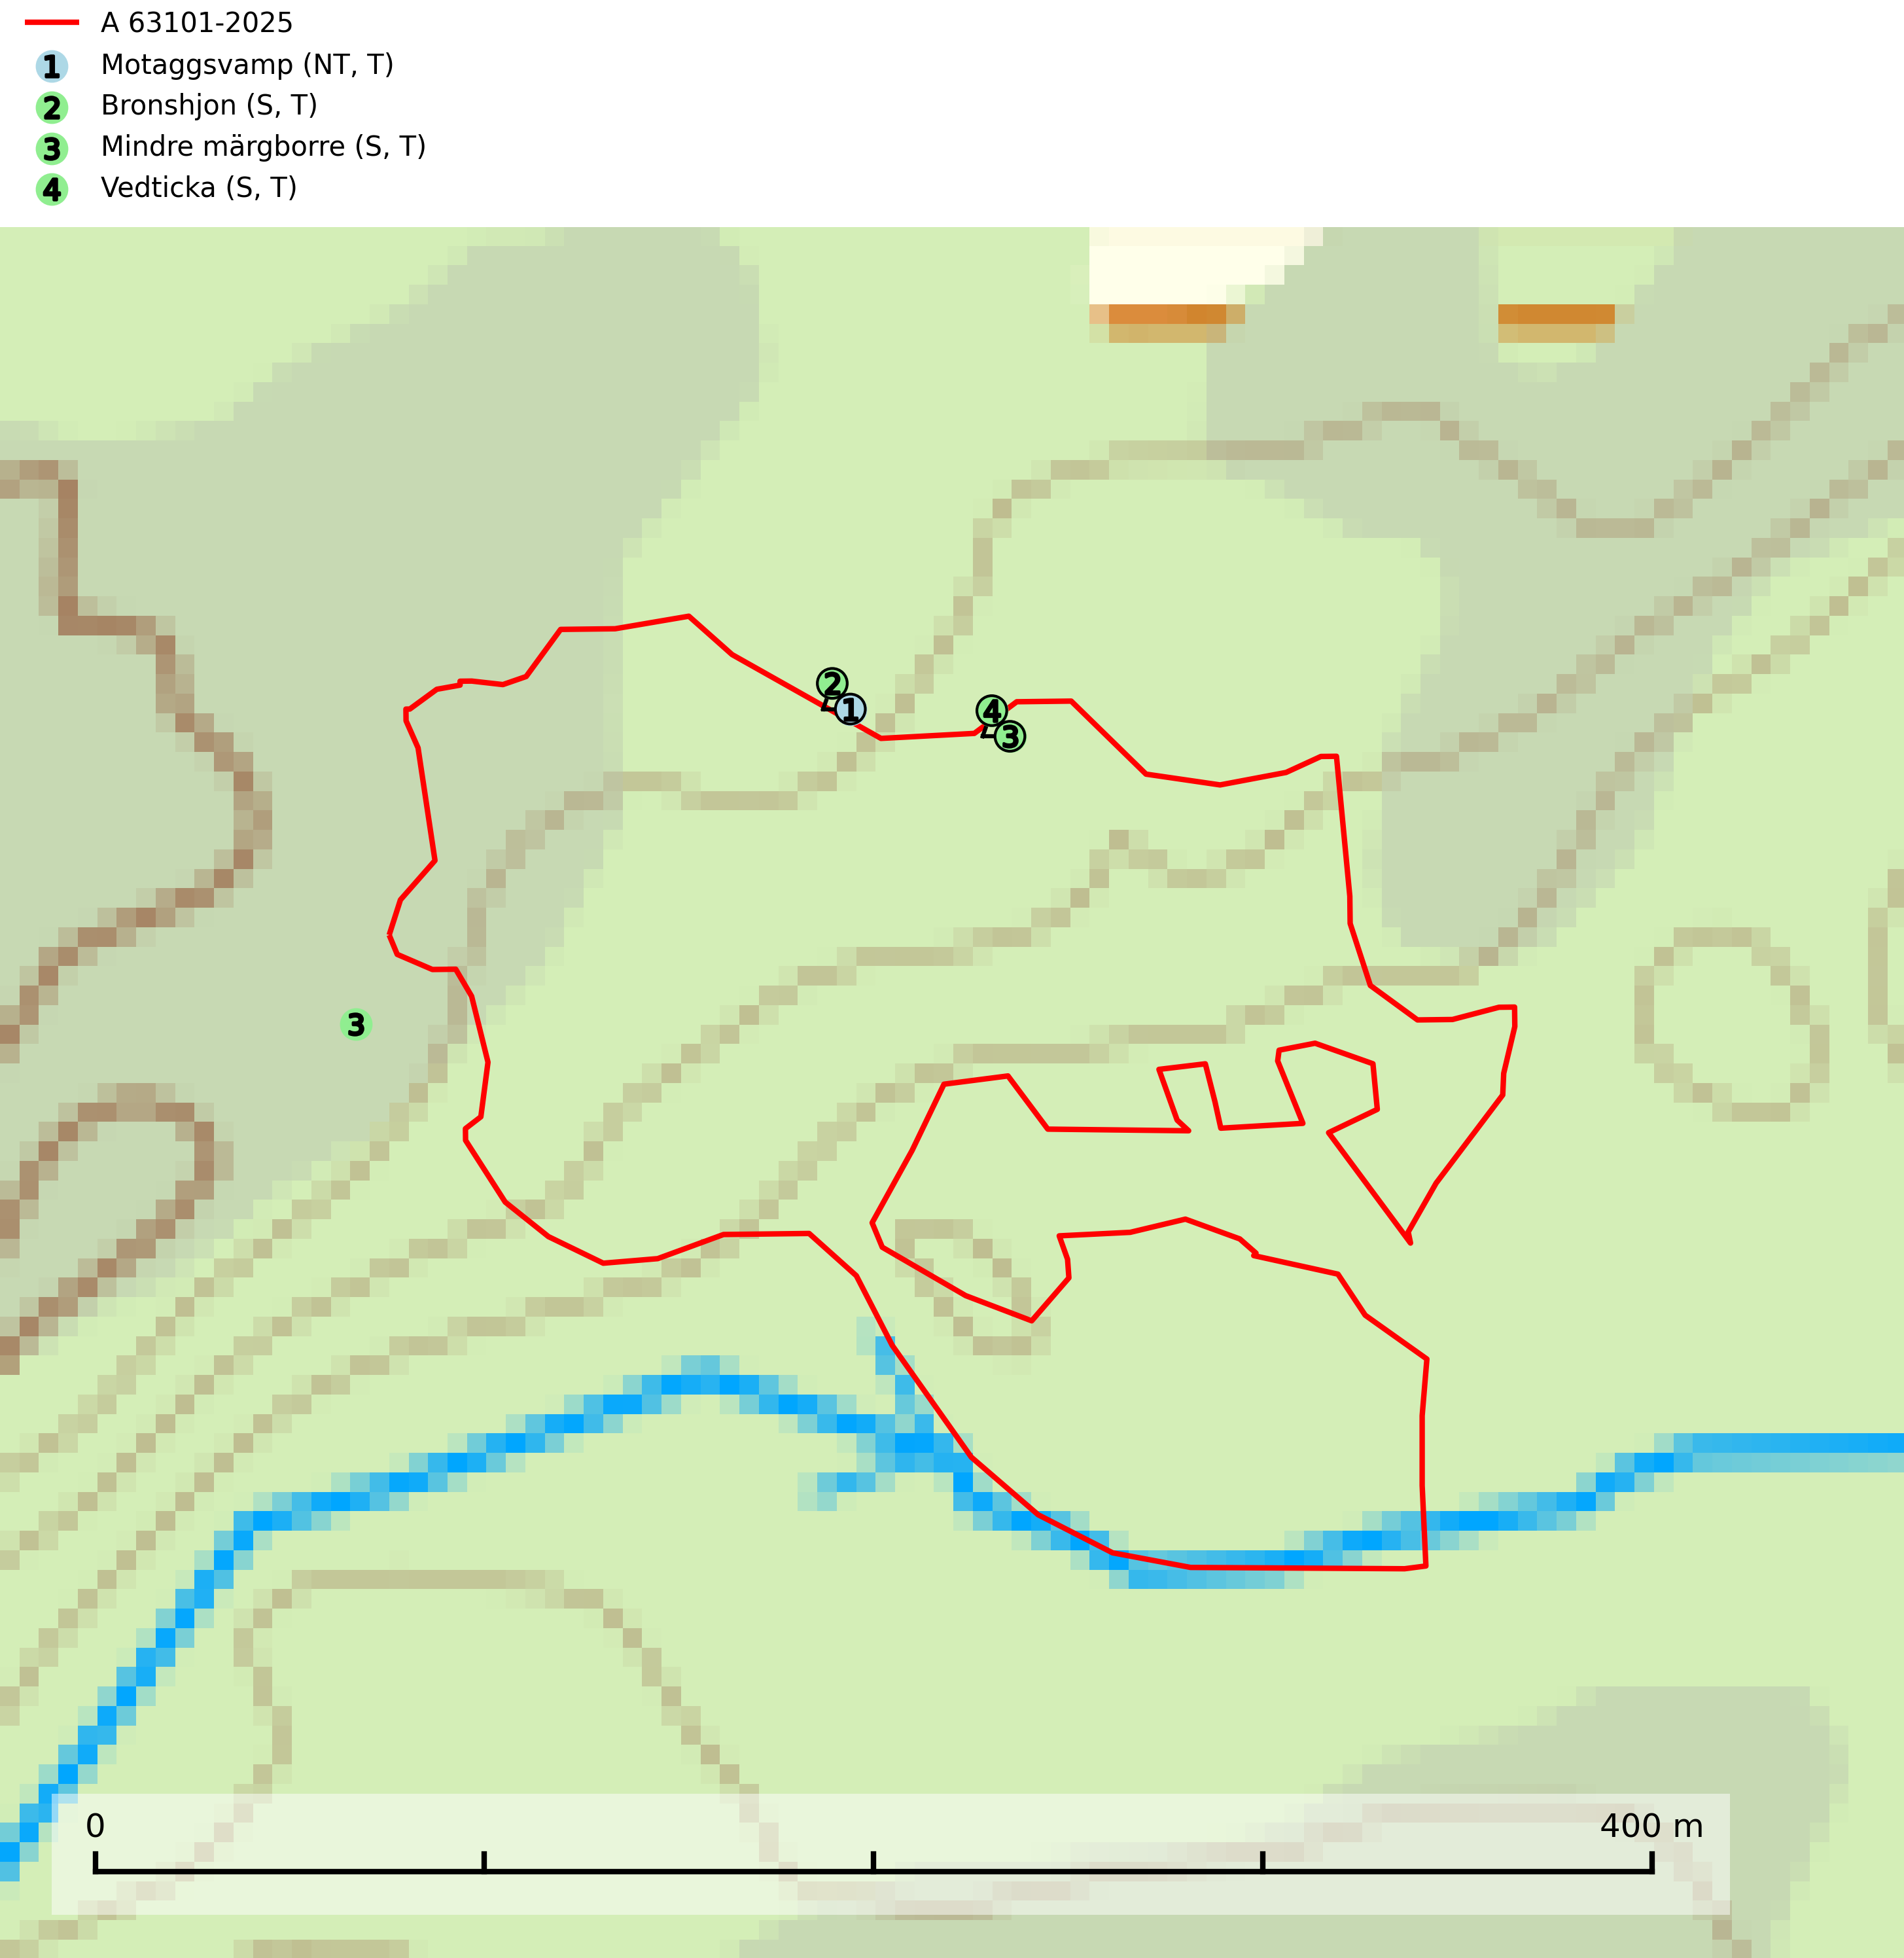 A 63101-2025
1 Motaggsvamp (NT, T)
2 Bronshjon (S, T)
3 Mindre märgborre (S, T)
4 Vedticka (S, T)
2
1
4
3
3
0 400 m